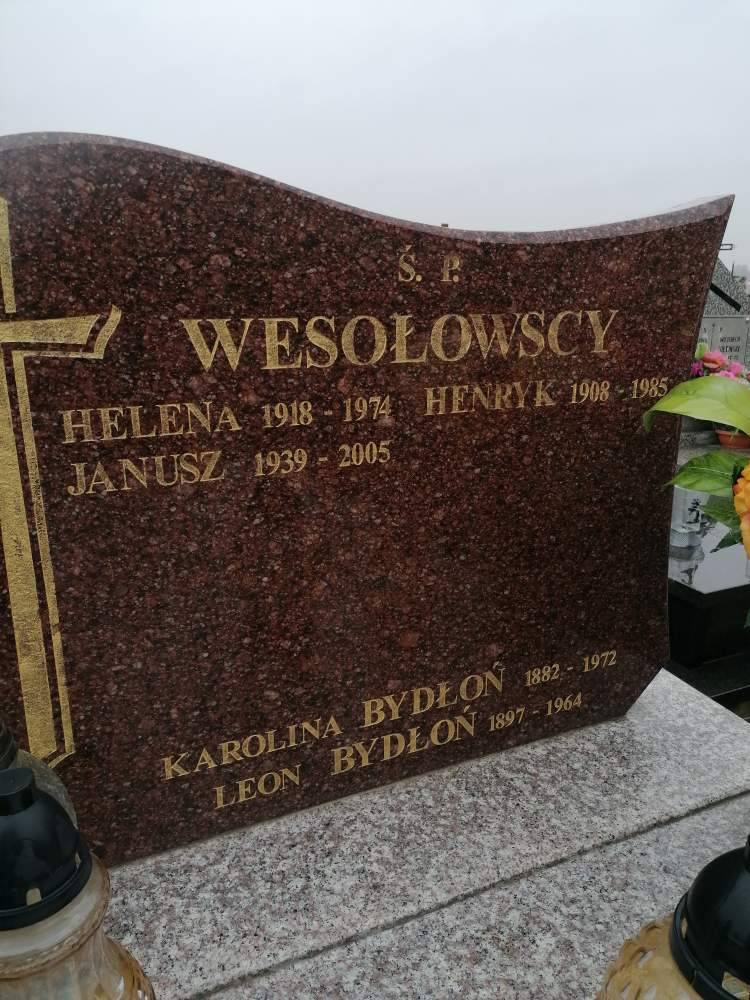 Ś. P.
WESOŁOWSCY
HELENA 1918 - 1974 HENRYK 1908 - 1985
JANUSZ 1939 - 2005
KAROLINA BYDŁOŃ 1882 - 1972
LEON BYDŁOŃ 1897 - 1964